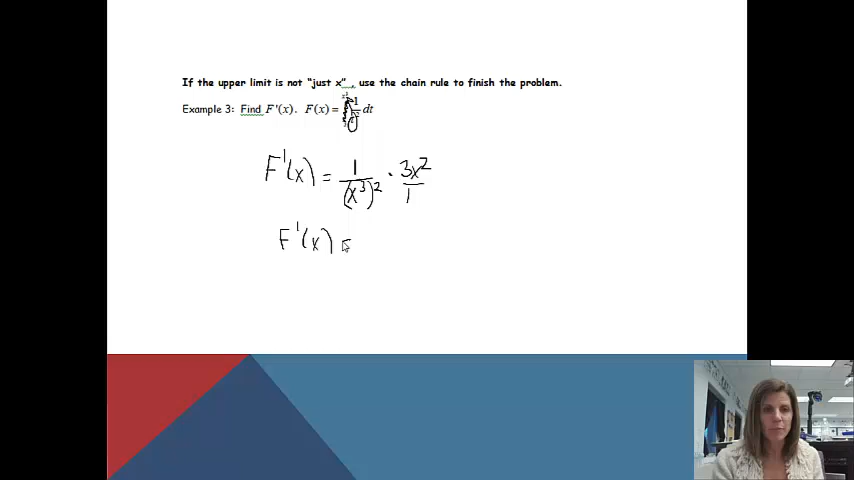 If the upper limit is not "just x", use the chain rule to finish the problem.
Example 3: Find F'(x). F(x) = ∫ 1 dt
F'(x) = 1/(x³)² · 3x²/1
F'(x) =